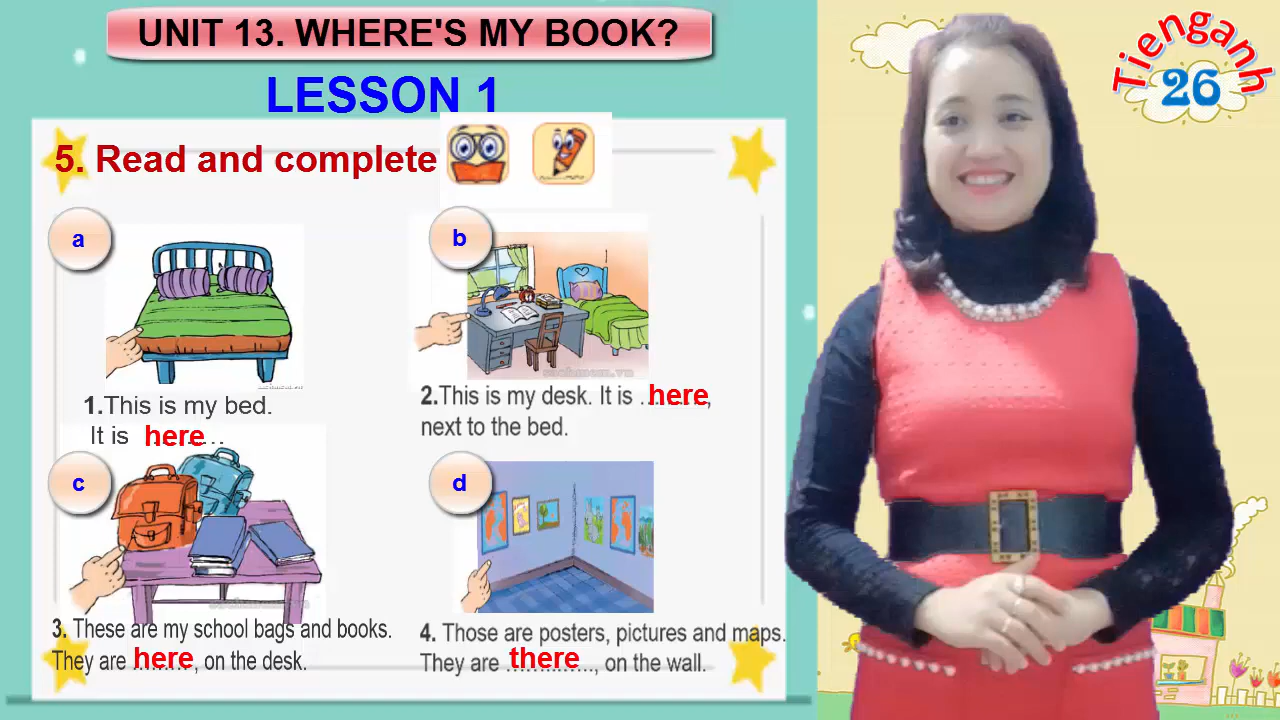 UNIT 13. WHERE'S MY BOOK?
LESSON 1
Tienganh
26
5. Read and complete
a
b
1.This is my bed.
It is here
2.This is my desk. It is here,
next to the bed.
c
d
3. These are my school bags and books.
They are here, on the desk.
4. Those are posters, pictures and maps.
They are there, on the wall.